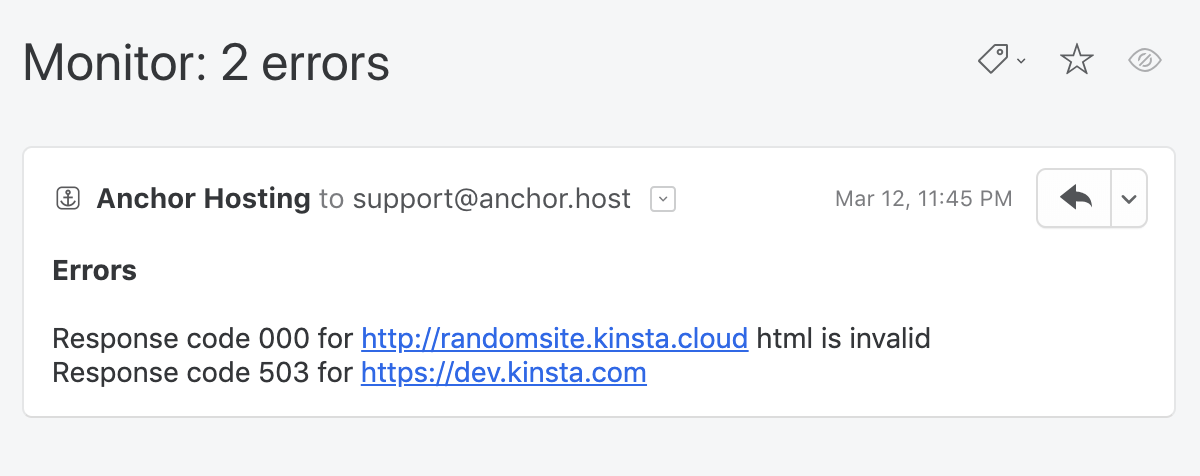 Monitor: 2 errors
Anchor Hosting to support@anchor.host
Mar 12, 11:45 PM
Errors
Response code 000 for http://randomsite.kinsta.cloud html is invalid
Response code 503 for https://dev.kinsta.com